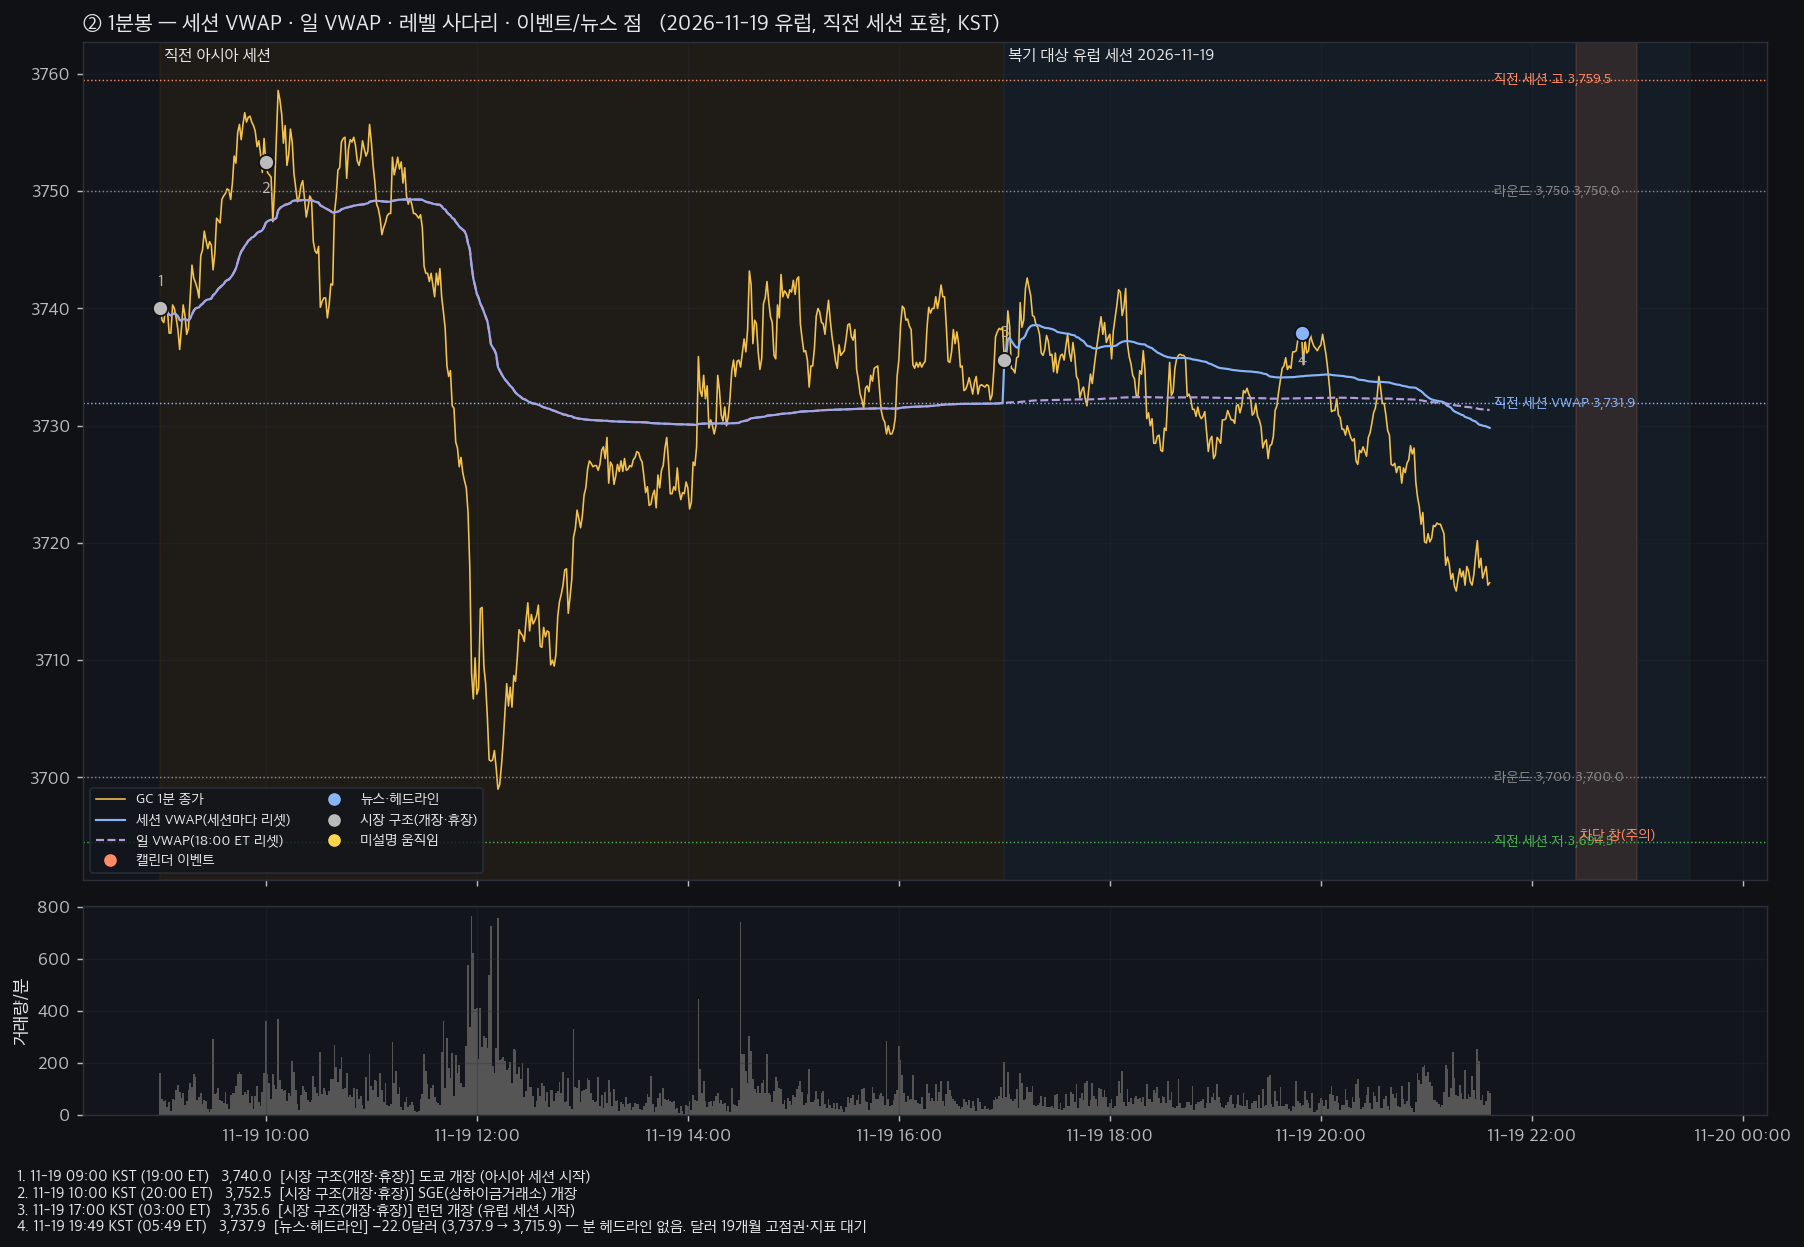 ② 1분봉 — 세션 VWAP · 일 VWAP · 레벨 사다리 · 이벤트/뉴스 점 (2026-11-19 유럽, 직전 세션 포함, KST)
직전 아시아 세션
복기 대상 유럽 세션 2026-11-19
3760
직전 세션 고 3,759.5
3750
라운드 3,750 3,750.0
3740
3730
직전 세션 VWAP 3,731.9
3720
3710
3700
라운드 3,700 3,700.0
차단 창(주의)
직전 세션 저 3,694.5
1
2
3
4
GC 1분 종가
세션 VWAP(세션마다 리셋)
일 VWAP(18:00 ET 리셋)
캘린더 이벤트
뉴스·헤드라인
시장 구조(개장·휴장)
미설명 움직임
800
600
400
200
0
거래량/분
11-19 10:00
11-19 12:00
11-19 14:00
11-19 16:00
11-19 18:00
11-19 20:00
11-19 22:00
11-20 00:00
1. 11-19 09:00 KST (19:00 ET) 3,740.0 [시장 구조(개장·휴장)] 도쿄 개장 (아시아 세션 시작)
2. 11-19 10:00 KST (20:00 ET) 3,752.5 [시장 구조(개장·휴장)] SGE(상하이금거래소) 개장
3. 11-19 17:00 KST (03:00 ET) 3,735.6 [시장 구조(개장·휴장)] 런던 개장 (유럽 세션 시작)
4. 11-19 19:49 KST (05:49 ET) 3,737.9 [뉴스·헤드라인] −22.0달러 (3,737.9 → 3,715.9) — 분 헤드라인 없음. 달러 19개월 고점권·지표 대기